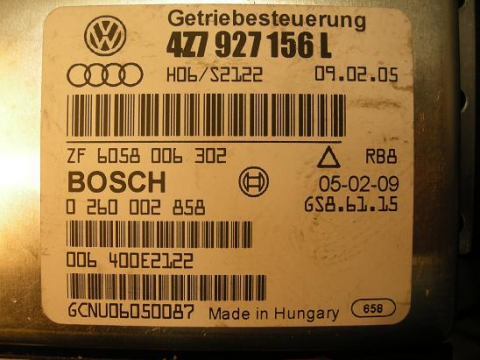 Getriebesteuerung
4Z7 927 156 L
H06/S2122 09.02.05
ZF 6058 006 302 RB8
BOSCH 05-02-09
0 260 002 858 GS8.61.15
006 400E2122
GCNU06050087 Made in Hungary 658